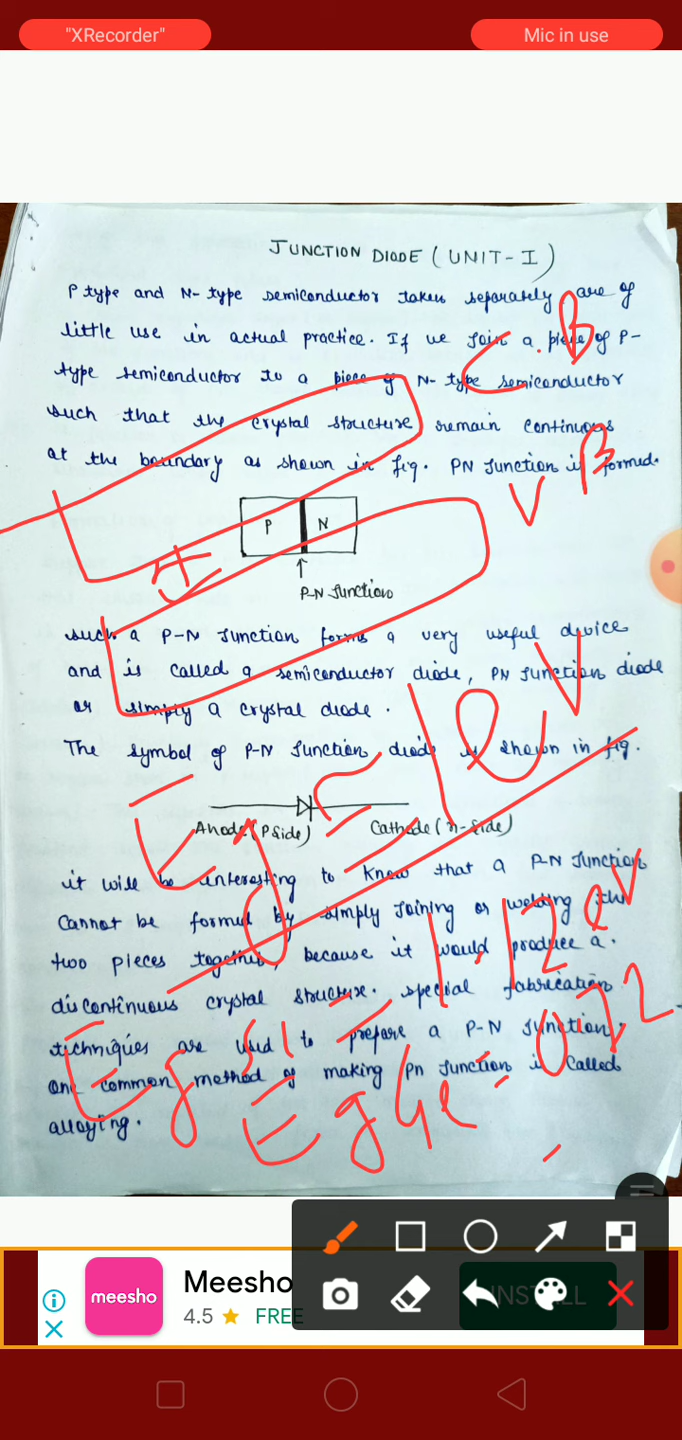 "XRecorder"
Mic in use
JUNCTION DIODE (UNIT-I)
P type and N-type semiconductor taken separately are of
little use in actual practice. If we Join a piece of P-
type semiconductor to a piece of N-type semiconductor
such that the crystal structure remain continuous
at the boundary as shown in fig. PN Junction is formed.
C.B
V.B
P N
P-N Junction
such a P-N Junction forms a very useful device
and is called a semiconductor diode, PN Junction diode
or simply a crystal diode.
The symbol of P-N Junction diode is shown in fig.
Anode (P side) Cathode (n-side)
it will be interesting to know that a P-N Junction
Cannot be formed by simply Joining or welding the
two pieces together, because it would produce a
discontinuous crystal structure. special fabrication
techniques are used to prepare a P-N Junction.
one common method of making Pn Junction is Called
alloying.
Eg
1eV
Eg Si = 1.12 eV
Eg Ge = 0.72
meesho
Meesho
4.5 ★ FREE